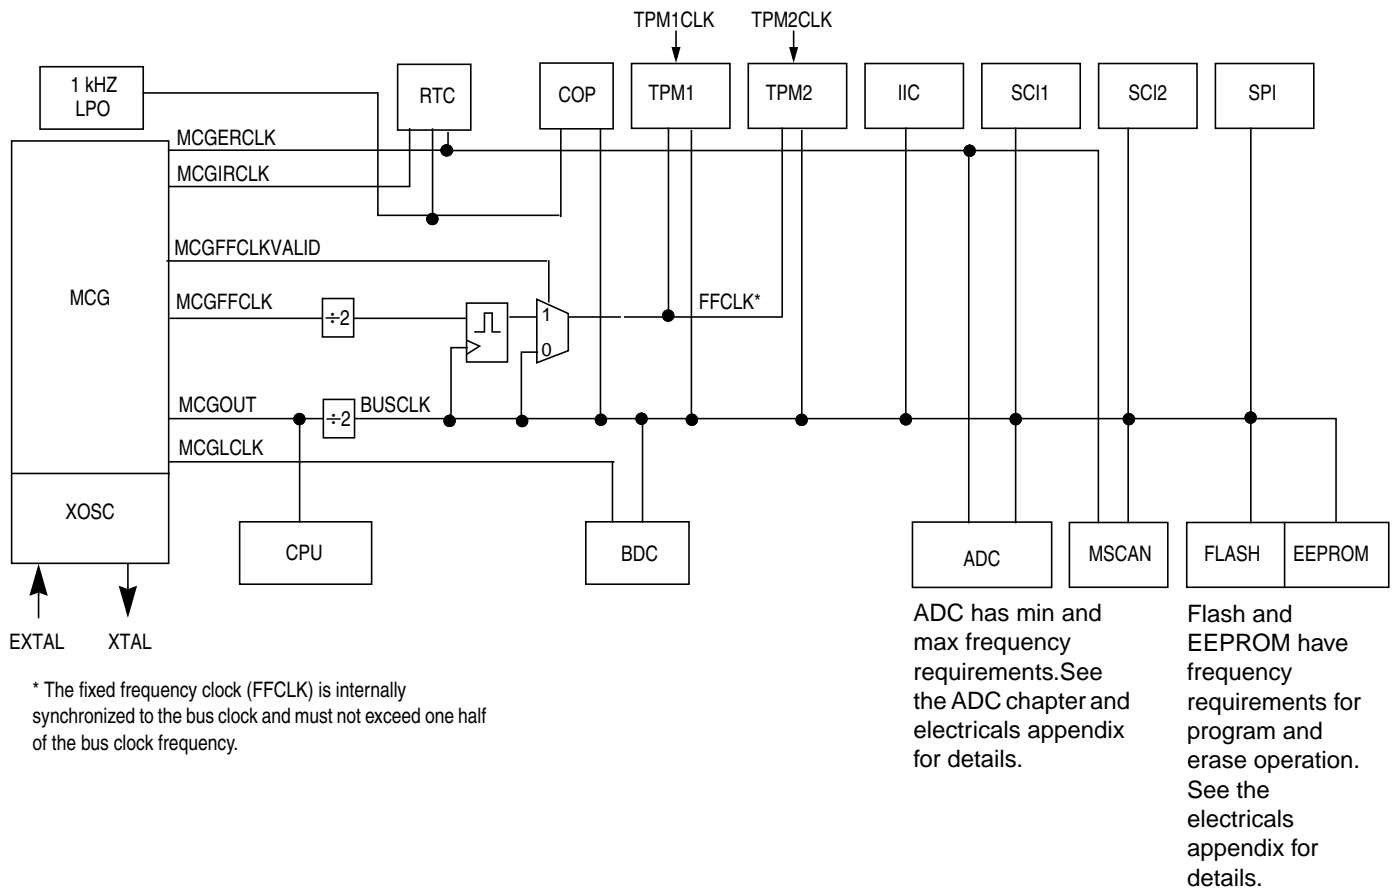 TPM1CLK TPM2CLK
1 kHZ
LPO
RTC COP TPM1 TPM2 IIC SCI1 SCI2 SPI
MCGERCLK
MCGIRCLK
MCGFFCLKVALID
MCG
MCGFFCLK
÷2
1
0
FFCLK*
MCGOUT
÷2
BUSCLK
MCGLCLK
XOSC
CPU
BDC
ADC
MSCAN
FLASH
EEPROM
EXTAL
XTAL
* The fixed frequency clock (FFCLK) is internally
synchronized to the bus clock and must not exceed one half
of the bus clock frequency.
ADC has min and
max frequency
requirements.See
the ADC chapter and
electricals appendix
for details.
Flash and
EEPROM have
frequency
requirements for
program and
erase operation.
See the
electricals
appendix for
details.